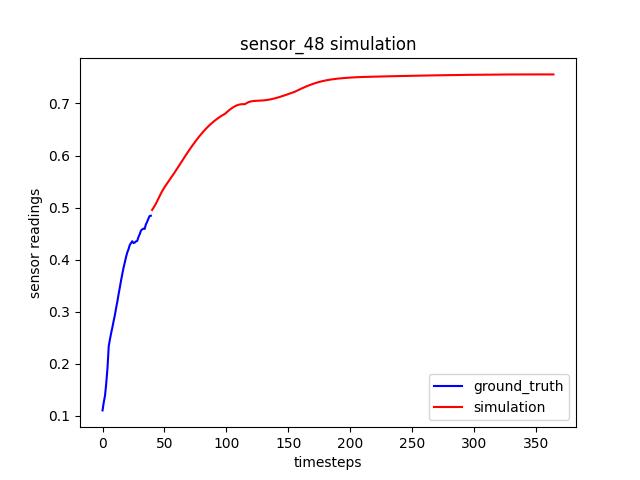 sensor_48 simulation
sensor readings
0.7
0.6
0.5
0.4
0.3
0.2
0.1
ground_truth
simulation
0 50 100 150 200 250 300 350
timesteps